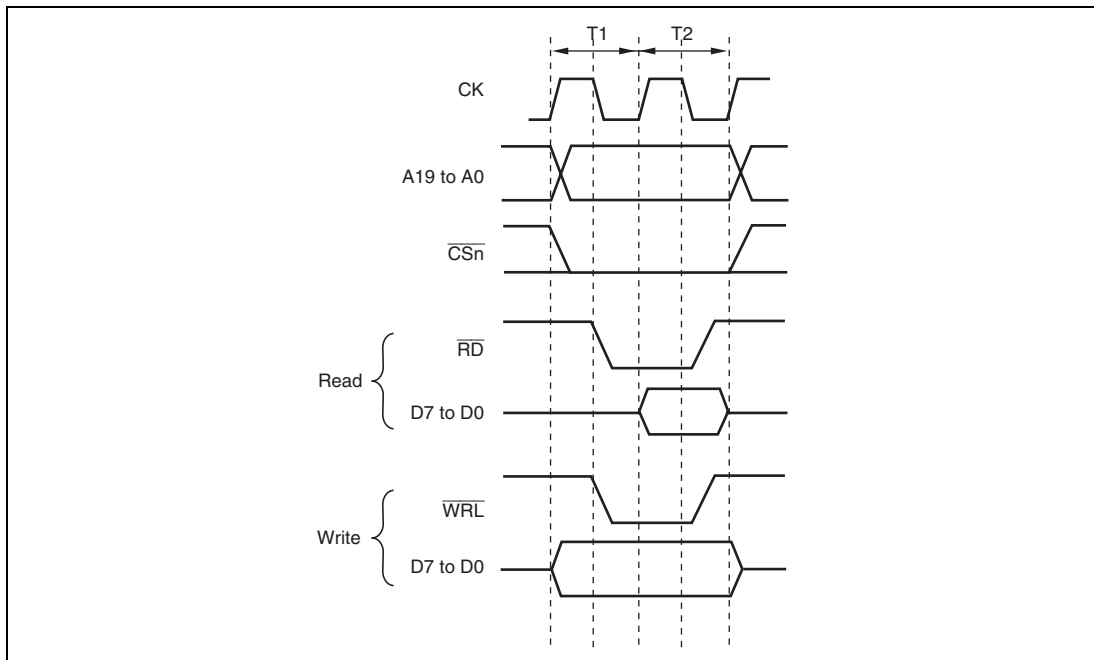 T1 T2
CK
A19 to A0
CSn
RD
Read
D7 to D0
WRL
Write
D7 to D0